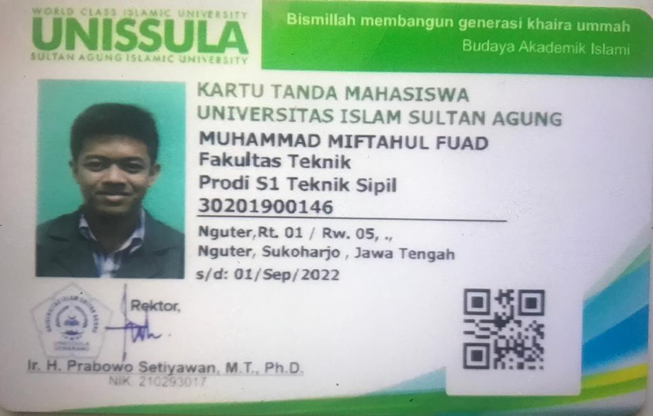 WORLD CLASS ISLAMIC UNIVERSITY
UNISSULA
SULTAN AGUNG ISLAMIC UNIVERSITY
Bismillah membangun generasi khaira ummah
Budaya Akademik Islami
KARTU TANDA MAHASISWA
UNIVERSITAS ISLAM SULTAN AGUNG
MUHAMMAD MIFTAHUL FUAD
Fakultas Teknik
Prodi S1 Teknik Sipil
30201900146
Nguter,Rt. 01 / Rw. 05, .,
Nguter, Sukoharjo , Jawa Tengah
s/d: 01/Sep/2022
Rektor,
UNISSULA
Ir. H. Prabowo Setiyawan, M.T., Ph.D.
NIK. 210293017